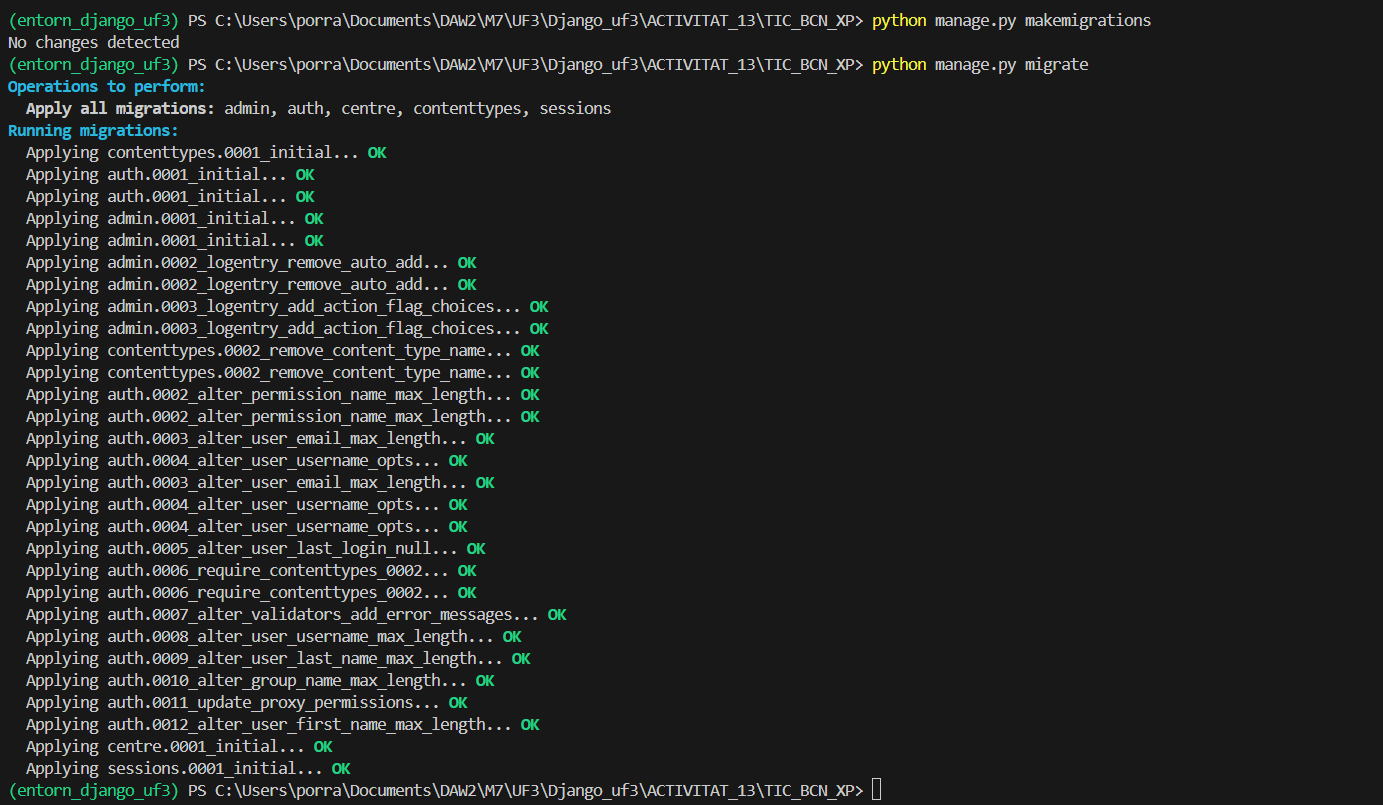 (entorn_django_uf3) PS C:\Users\porra\Documents\DAW2\M7\UF3\Django_uf3\ACTIVITAT_13\TIC_BCN_XP> python manage.py makemigrations
No changes detected
(entorn_django_uf3) PS C:\Users\porra\Documents\DAW2\M7\UF3\Django_uf3\ACTIVITAT_13\TIC_BCN_XP> python manage.py migrate
Operations to perform:
  Apply all migrations: admin, auth, centre, contenttypes, sessions
Running migrations:
  Applying contenttypes.0001_initial... OK
  Applying auth.0001_initial... OK
  Applying auth.0001_initial... OK
  Applying admin.0001_initial... OK
  Applying admin.0001_initial... OK
  Applying admin.0002_logentry_remove_auto_add... OK
  Applying admin.0002_logentry_remove_auto_add... OK
  Applying admin.0003_logentry_add_action_flag_choices... OK
  Applying admin.0003_logentry_add_action_flag_choices... OK
  Applying contenttypes.0002_remove_content_type_name... OK
  Applying contenttypes.0002_remove_content_type_name... OK
  Applying auth.0002_alter_permission_name_max_length... OK
  Applying auth.0002_alter_permission_name_max_length... OK
  Applying auth.0003_alter_user_email_max_length... OK
  Applying auth.0004_alter_user_username_opts... OK
  Applying auth.0003_alter_user_email_max_length... OK
  Applying auth.0004_alter_user_username_opts... OK
  Applying auth.0004_alter_user_username_opts... OK
  Applying auth.0005_alter_user_last_login_null... OK
  Applying auth.0006_require_contenttypes_0002... OK
  Applying auth.0006_require_contenttypes_0002... OK
  Applying auth.0007_alter_validators_add_error_messages... OK
  Applying auth.0008_alter_user_username_max_length... OK
  Applying auth.0009_alter_user_last_name_max_length... OK
  Applying auth.0010_alter_group_name_max_length... OK
  Applying auth.0011_update_proxy_permissions... OK
  Applying auth.0012_alter_user_first_name_max_length... OK
  Applying centre.0001_initial... OK
  Applying sessions.0001_initial... OK
(entorn_django_uf3) PS C:\Users\porra\Documents\DAW2\M7\UF3\Django_uf3\ACTIVITAT_13\TIC_BCN_XP>